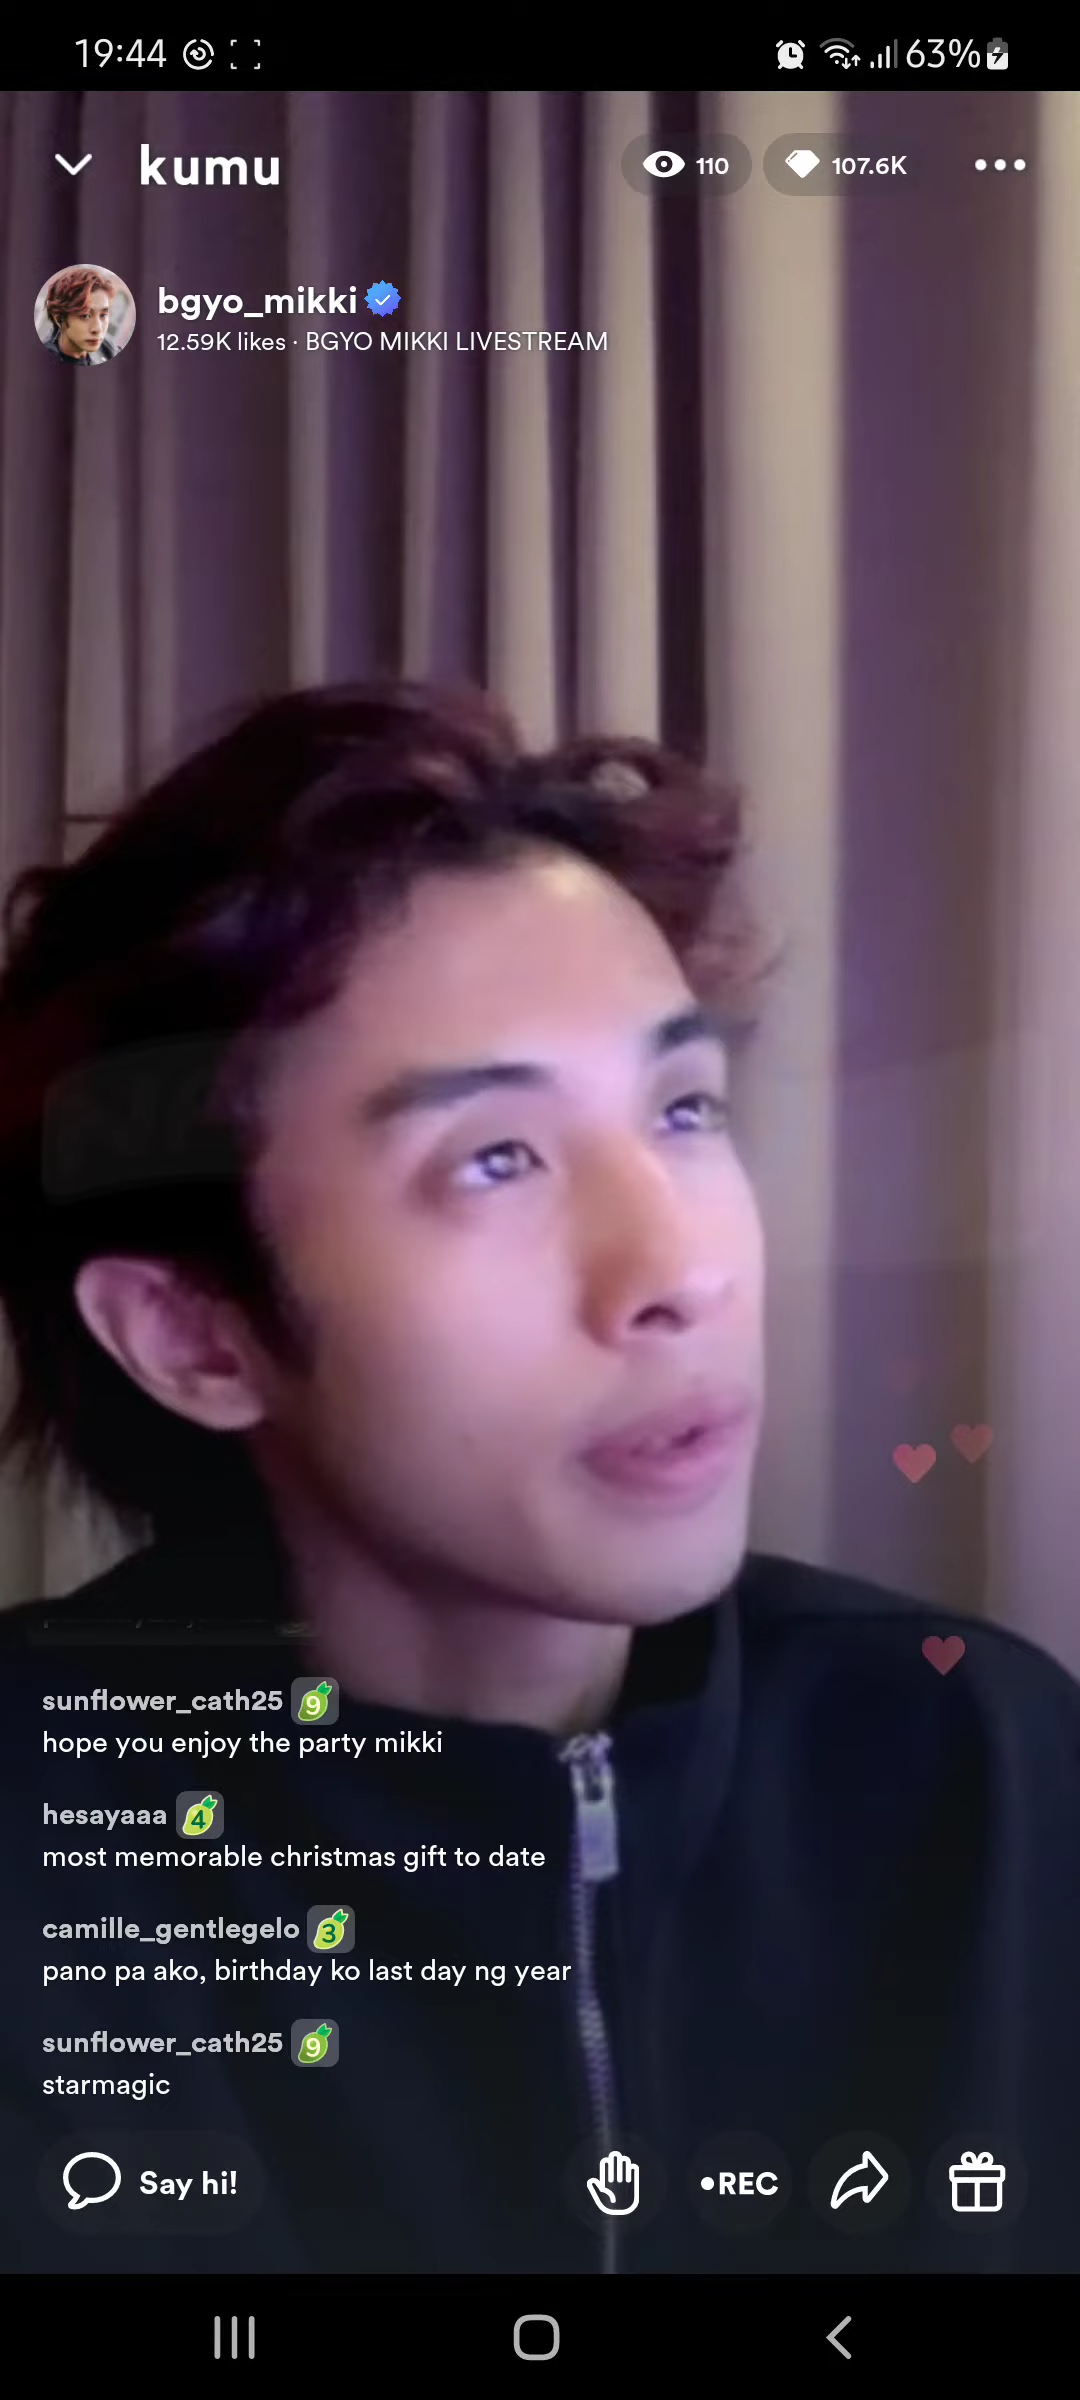 19:44
63%
kumu
110
107.6K
bgyo_mikki
12.59K likes · BGYO MIKKI LIVESTREAM
sunflower_cath25 9
hope you enjoy the party mikki
hesayaaa 4
most memorable christmas gift to date
camille_gentlegelo 3
pano pa ako, birthday ko last day ng year
sunflower_cath25 9
starmagic
Say hi!
•REC